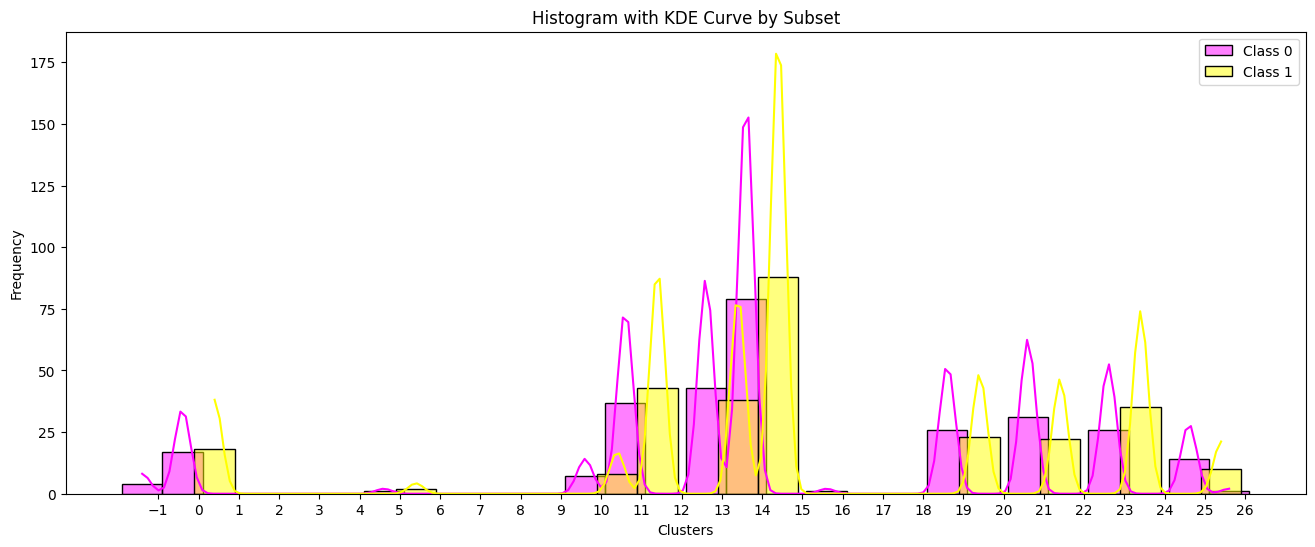 Histogram with KDE Curve by Subset
Class 0
Class 1
175
150
125
100
75
50
25
0
Frequency
−1 0 1 2 3 4 5 6 7 8 9 10 11 12 13 14 15 16 17 18 19 20 21 22 23 24 25 26
Clusters